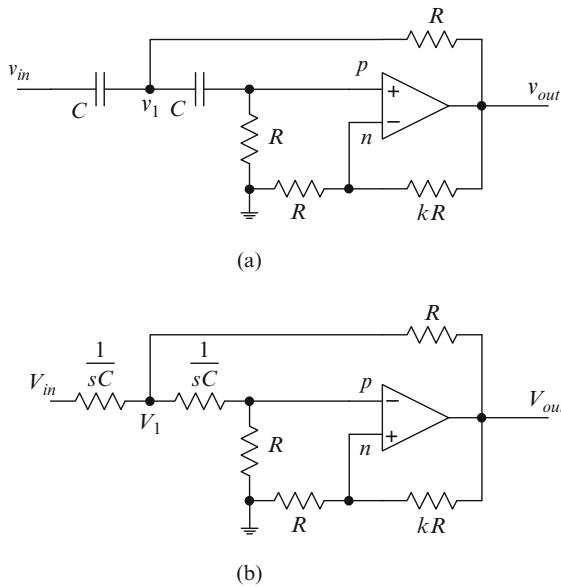 R
v_in
p
v_out
C
v_1
C
+
−
n
R
R
kR
(a)
R
1/sC
1/sC
V_in
p
V_out
V_1
−
+
n
R
R
kR
(b)